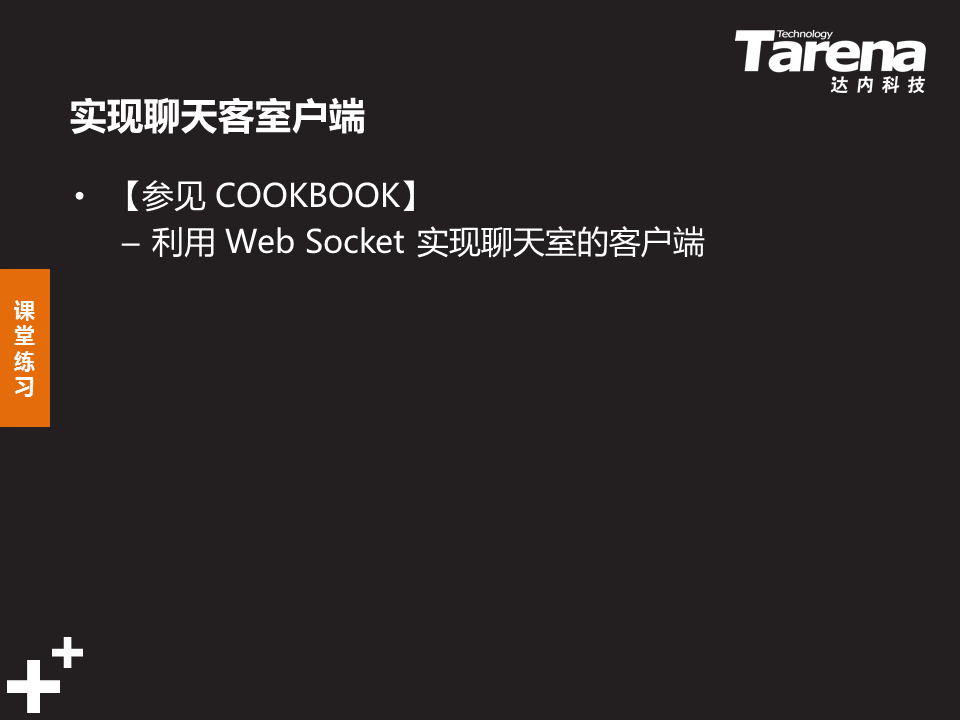 Technology
Tarena
达内科技
实现聊天客室户端
• 【参见 COOKBOOK】
– 利用 Web Socket 实现聊天室的客户端
课
堂
练
习